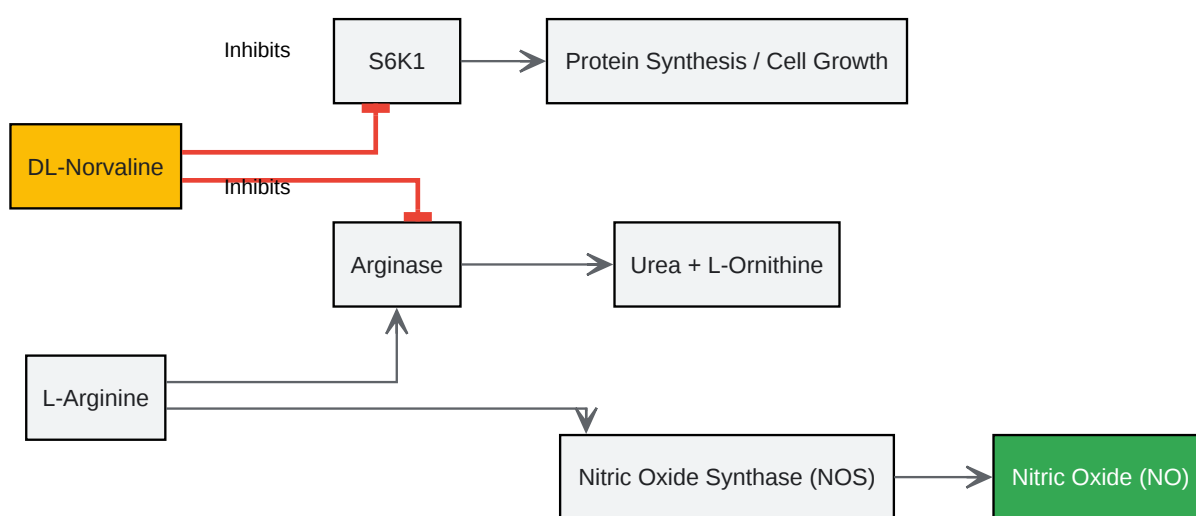 Inhibits
S6K1
Protein Synthesis / Cell Growth
DL-Norvaline
Inhibits
Arginase
Urea + L-Ornithine
L-Arginine
Nitric Oxide Synthase (NOS)
Nitric Oxide (NO)